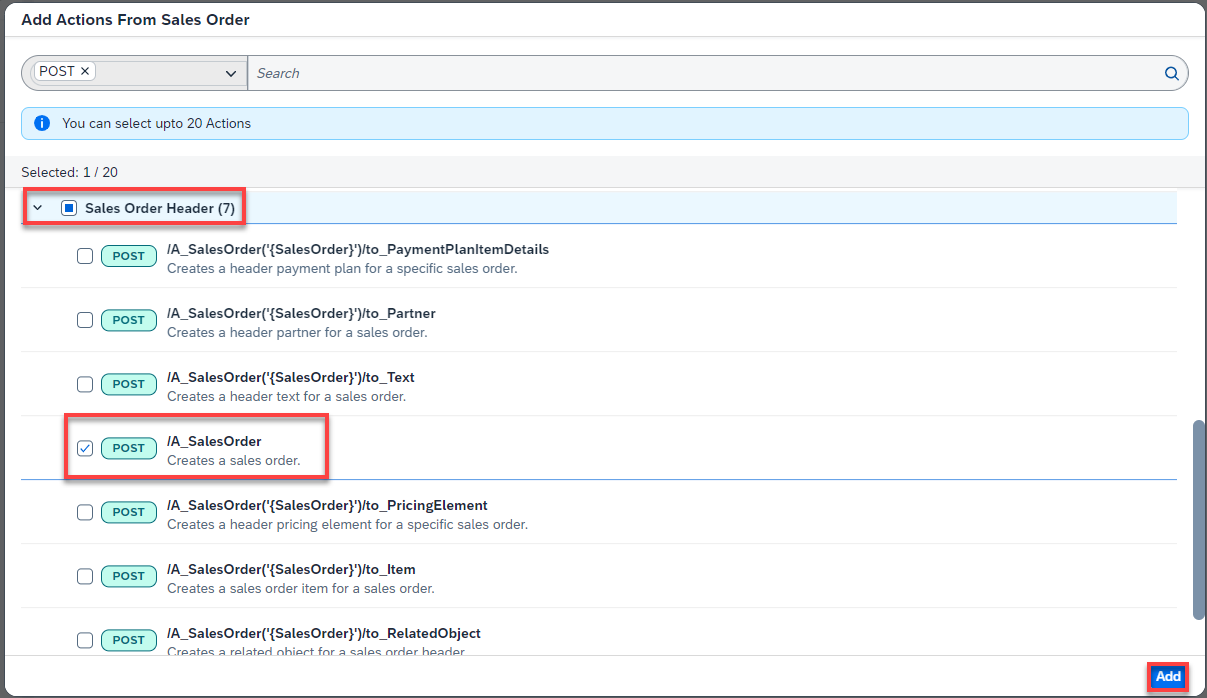 Add Actions From Sales Order
POST
Search
You can select upto 20 Actions
Selected: 1 / 20
Sales Order Header (7)
POST /A_SalesOrder('{SalesOrder}')/to_PaymentPlanItemDetails
Creates a header payment plan for a specific sales order.
POST /A_SalesOrder('{SalesOrder}')/to_Partner
Creates a header partner for a sales order.
POST /A_SalesOrder('{SalesOrder}')/to_Text
Creates a header text for a sales order.
POST /A_SalesOrder
Creates a sales order.
POST /A_SalesOrder('{SalesOrder}')/to_PricingElement
Creates a header pricing element for a specific sales order.
POST /A_SalesOrder('{SalesOrder}')/to_Item
Creates a sales order item for a sales order.
POST /A_SalesOrder('{SalesOrder}')/to_RelatedObject
Creates a related object for a sales order header.
Add